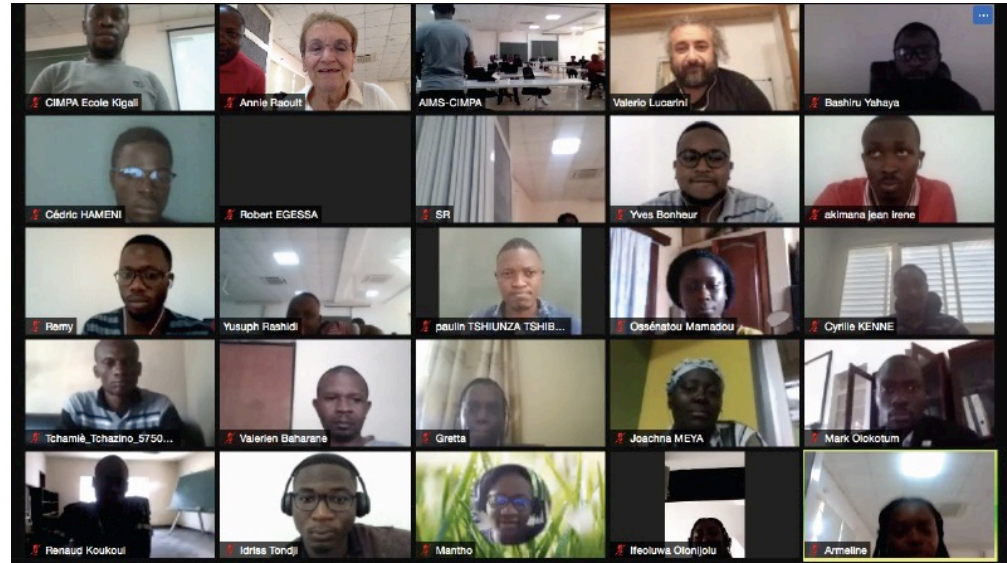 CIMPA Ecole Kigali
Annie Raoult
AIMS-CIMPA
Valerio Lucarini
Bashiru Yahaya
Cédric HAMENI
Robert EGESSA
SR
Yves Bonheur
akimana jean irene
Remy
Yusuph Rashidi
paulin TSHIUNZA TSHIB...
Ossénatou Mamadou
Cyrille KENNE
Tchamiè_Tchazino_5750...
Valerien Baharane
Gretta
Joachna MEYA
Mark Olokotum
Renaud Koukoui
Idriss Tondji
Mantho
Ifeoluwa Olonijolu
Armeline